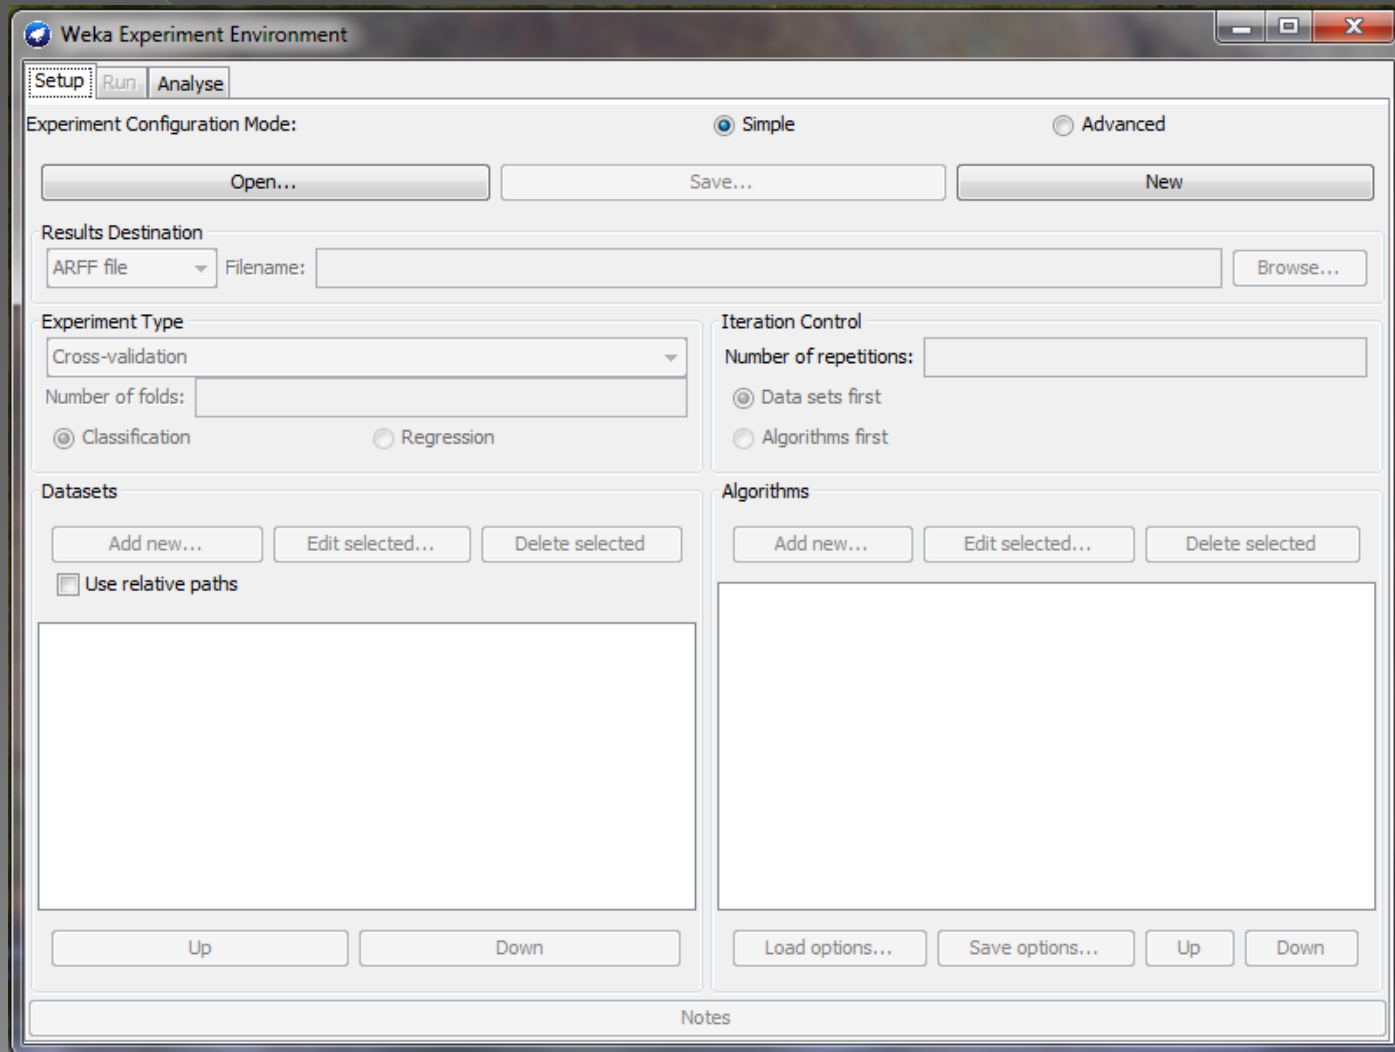 Weka Experiment Environment
Setup Run Analyse
Experiment Configuration Mode: Simple Advanced
Open... Save... New
Results Destination
ARFF file Filename: Browse...
Experiment Type
Cross-validation
Number of folds:
Classification Regression
Iteration Control
Number of repetitions:
Data sets first
Algorithms first
Datasets
Add new... Edit selected... Delete selected
Use relative paths
Up Down
Algorithms
Add new... Edit selected... Delete selected
Load options... Save options... Up Down
Notes